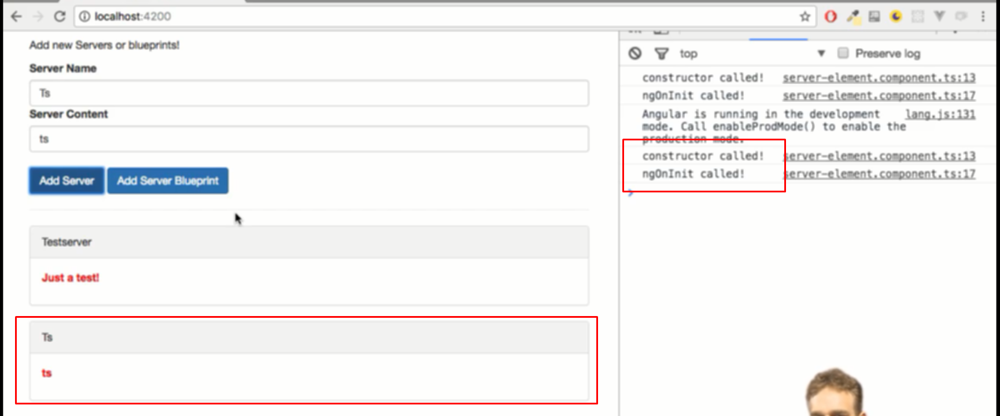 localhost:4200
Add new Servers or blueprints!
Server Name
Ts
Server Content
ts
Add Server Add Server Blueprint
Testserver
Just a test!
Ts
ts
top Preserve log
constructor called! server-element.component.ts:13
ngOnInit called! server-element.component.ts:17
Angular is running in the development lang.js:131
mode. Call enableProdMode() to enable the
production mode.
constructor called! server-element.component.ts:13
ngOnInit called! server-element.component.ts:17